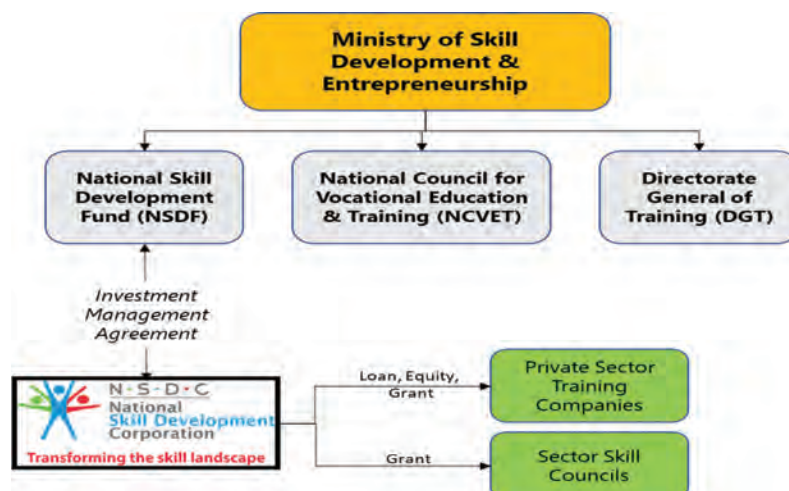 Ministry of Skill
Development &
Entrepreneurship
National Skill
Development
Fund (NSDF)
National Council for
Vocational Education
& Training (NCVET)
Directorate
General of
Training (DGT)
Investment
Management
Agreement
N·S·D·C
National
Skill Development
Corporation
Transforming the skill landscape
Loan, Equity,
Grant
Private Sector
Training
Companies
Grant
Sector Skill
Councils